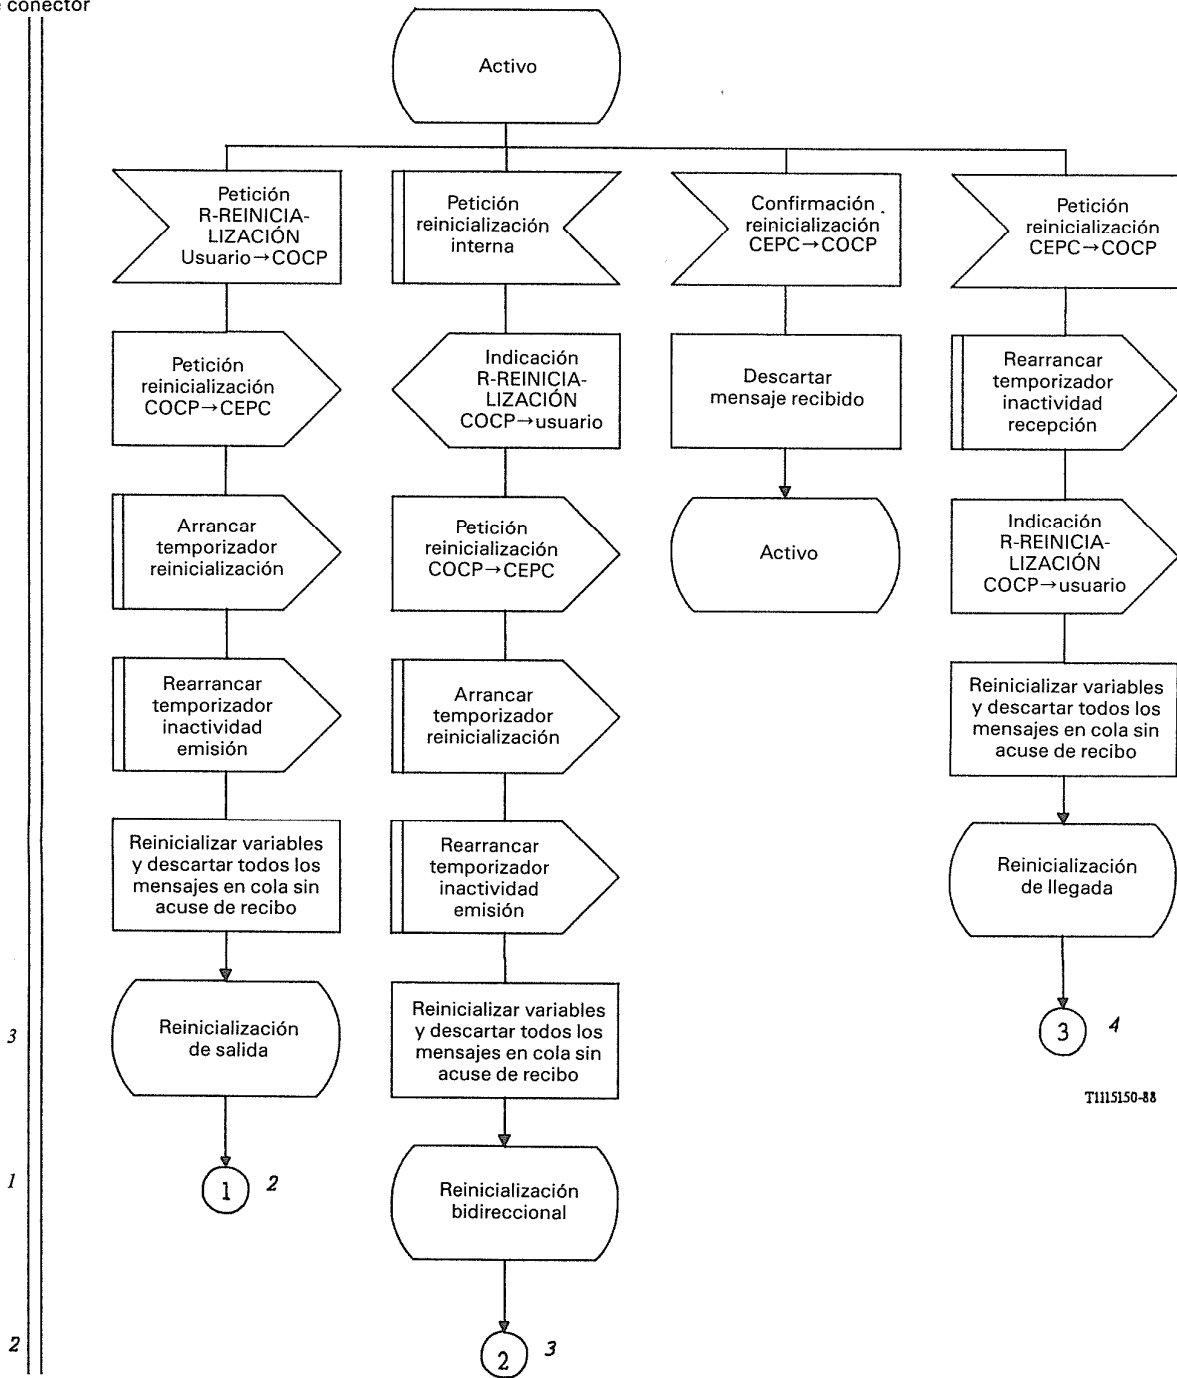 conector
Activo
Petición
R-REINICIA-
LIZACIÓN
Usuario→COCP
Petición
reinicialización
interna
Confirmación
reinicialización
CEPC→COCP
Petición
reinicialización
CEPC→COCP
Petición
reinicialización
COCP→CEPC
Indicación
R-REINICIA-
LIZACIÓN
COCP→usuario
Descartar
mensaje recibido
Rearrancar
temporizador
inactividad
recepción
Arrancar
temporizador
reinicialización
Petición
reinicialización
COCP→CEPC
Activo
Indicación
R-REINICIA-
LIZACIÓN
COCP→usuario
Rearrancar
temporizador
inactividad
emisión
Arrancar
temporizador
reinicialización
Reinicializar variables
y descartar todos los
mensajes en cola sin
acuse de recibo
Reinicializar variables
y descartar todos los
mensajes en cola sin
acuse de recibo
Rearrancar
temporizador
inactividad
emisión
Reinicialización
de llegada
3
Reinicialización
de salida
Reinicializar variables
y descartar todos los
mensajes en cola sin
acuse de recibo
3 4
T1115150-88
1
1 2
Reinicialización
bidireccional
2
2 3